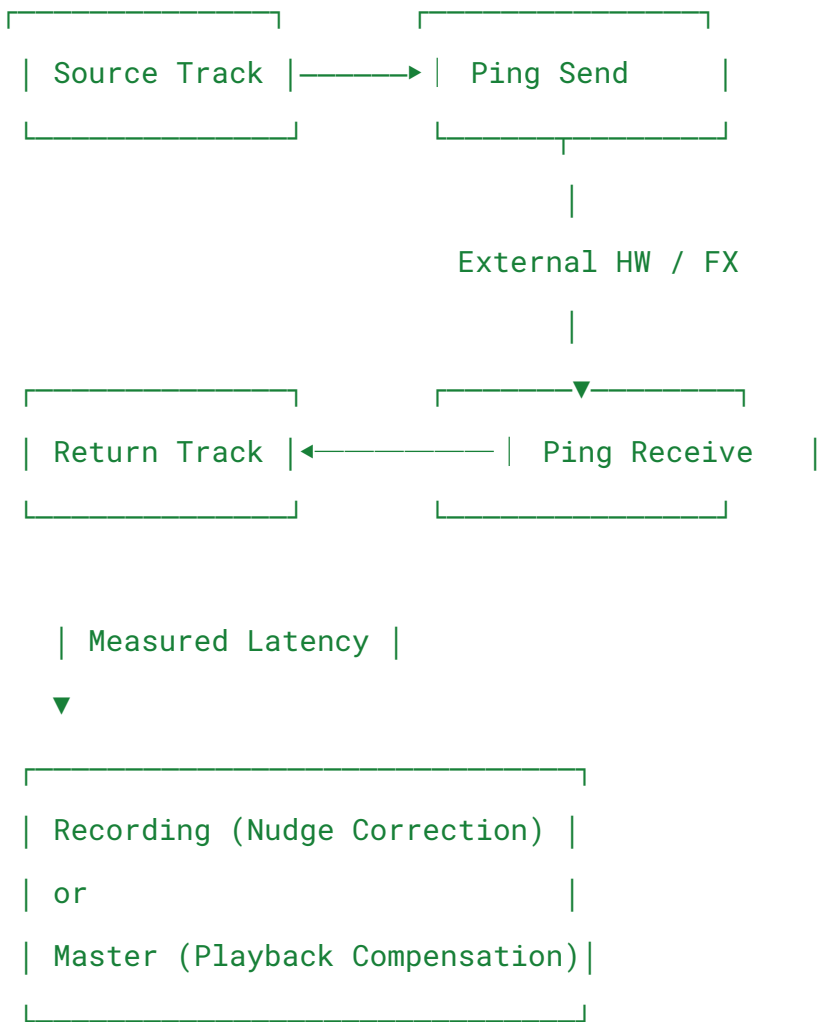 Source Track Ping Send
External HW / FX
Return Track Ping Receive
Measured Latency
Recording (Nudge Correction)
or
Master (Playback Compensation)